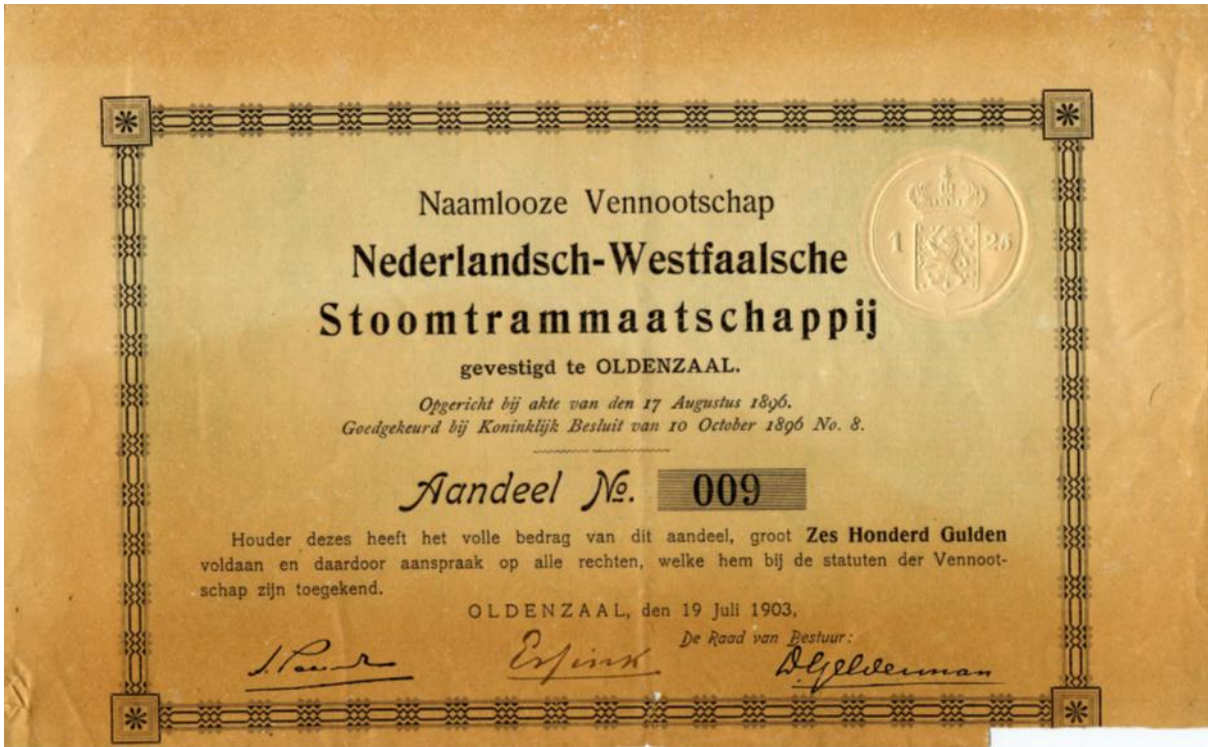 1 25
Naamlooze Vennootschap
Nederlandsch-Westfaalsche
Stoomtrammaatschappij
gevestigd te OLDENZAAL.
Opgericht bij akte van den 17 Augustus 1896.
Goedgekeurd bij Koninklijk Besluit van 10 October 1896 No. 8.
Aandeel No. 009
Houder dezes heeft het volle bedrag van dit aandeel, groot Zes Honderd Gulden
voldaan en daardoor aanspraak op alle rechten, welke hem bij de statuten der Vennoot-
schap zijn toegekend.
OLDENZAAL, den 19 Juli 1903,
De Raad van Bestuur:
D. Gelderman